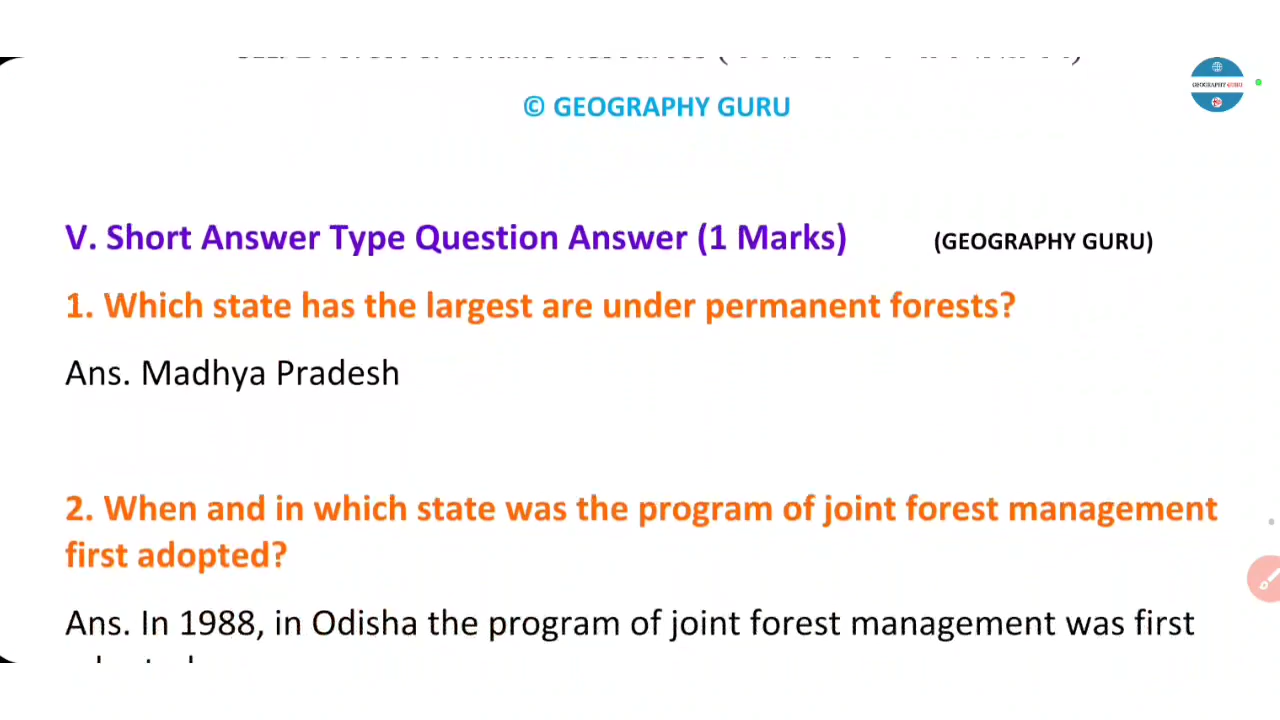 © GEOGRAPHY GURU
GEOGRAPHY GURU
V. Short Answer Type Question Answer (1 Marks) (GEOGRAPHY GURU)
1. Which state has the largest are under permanent forests?
Ans. Madhya Pradesh
2. When and in which state was the program of joint forest management
first adopted?
Ans. In 1988, in Odisha the program of joint forest management was first